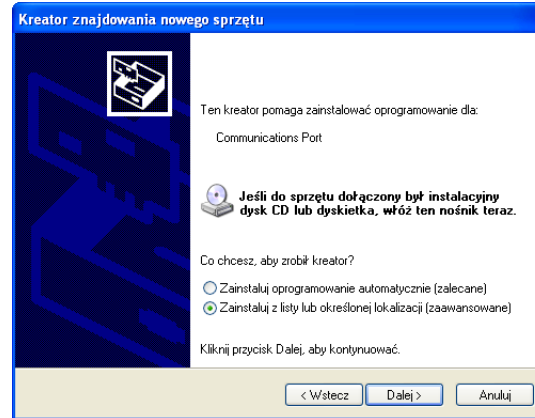 Kreator znajdowania nowego sprzętu
Ten kreator pomaga zainstalować oprogramowanie dla:
Communications Port
Jeśli do sprzętu dołączony był instalacyjny
dysk CD lub dyskietka, włóż ten nośnik teraz.
Co chcesz, aby zrobił kreator?
Zainstaluj oprogramowanie automatycznie (zalecane)
Zainstaluj z listy lub określonej lokalizacji (zaawansowane)
Kliknij przycisk Dalej, aby kontynuować.
< Wstecz Dalej > Anuluj